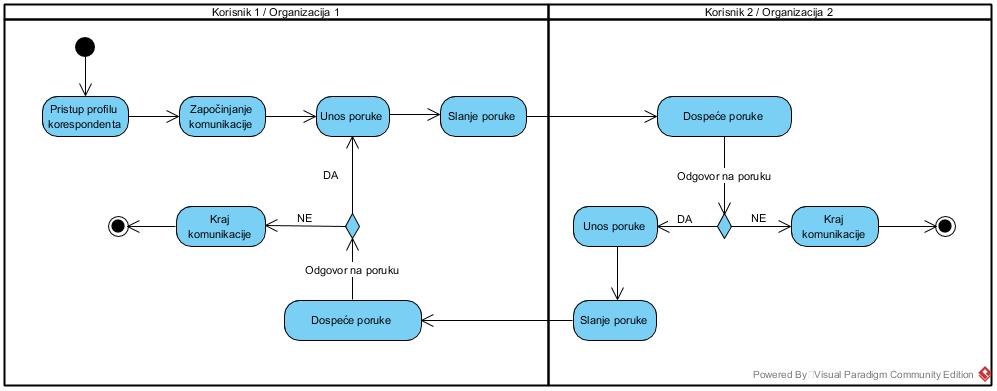 Korisnik 1 / Organizacija 1
Korisnik 2 / Organizacija 2
Pristup profilu
korespondenta
Započinjanje
komunikacije
Unos poruke
Slanje poruke
Dospeće poruke
DA
Odgovor na poruku
Kraj
komunikacije
NE
Unos poruke
DA
NE
Kraj
komunikacije
Odgovor na poruku
Dospeće poruke
Slanje poruke
Powered By Visual Paradigm Community Edition